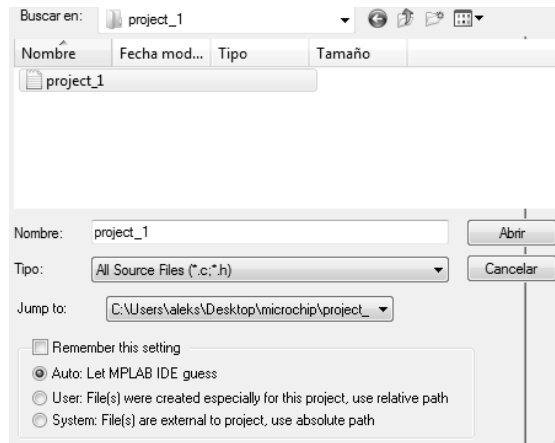 Buscar en: project_1
Nombre Fecha mod... Tipo Tamaño
project_1
Nombre: project_1 Abrir
Tipo: All Source Files (*.c;*.h) Cancelar
Jump to: C:\Users\aleks\Desktop\microchip\project_
Remember this setting
Auto: Let MPLAB IDE guess
User: File(s) were created especially for this project, use relative path
System: File(s) are external to project, use absolute path